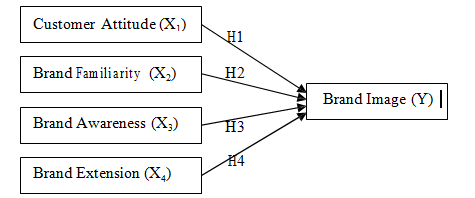 Customer Attitude (X₁)
H1
Brand Familiarity (X₂)
H2
Brand Image (Y)
Brand Awareness (X₃)
H3
Brand Extension (X₄)
H4